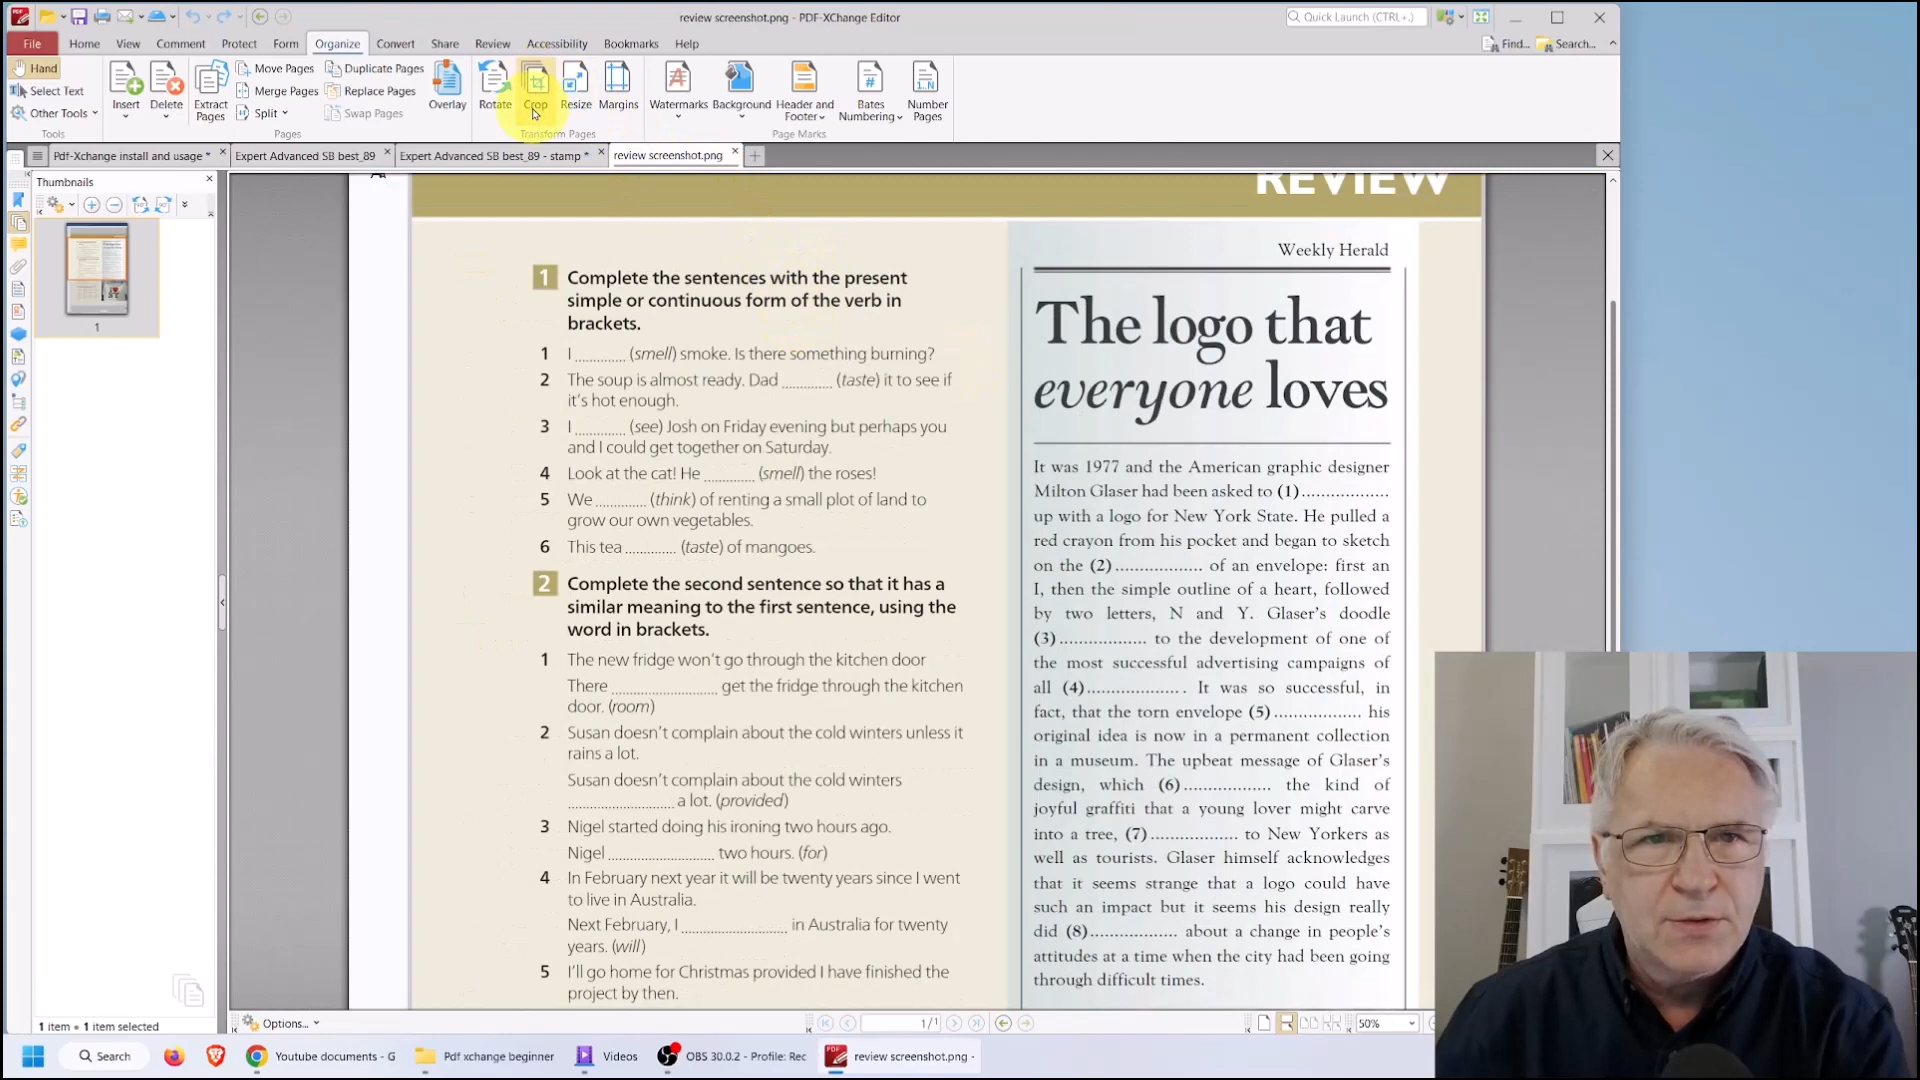 review screenshot.png - PDF-XChange Editor
Quick Launch (CTRL+.)
File Home View Comment Protect Form Organize Convert Share Review Accessibility Bookmarks Help
Find... Search...
Hand
Select Text
Other Tools
Tools
Insert
Delete
Extract Pages
Move Pages
Merge Pages
Split
Duplicate Pages
Replace Pages
Swap Pages
Pages
Overlay
Rotate
Crop
Resize
Margins
Transform Pages
Watermarks
Background
Header and Footer
Bates Numbering
Number Pages
Page Marks
Pdf-Xchange install and usage * Expert Advanced SB best_89 Expert Advanced SB best_89 - stamp * review screenshot.png
Thumbnails
1
REVIEW
1 Complete the sentences with the present
simple or continuous form of the verb in
brackets.
1 I ............. (smell) smoke. Is there something burning?
2 The soup is almost ready. Dad ............. (taste) it to see if
it's hot enough.
3 I ............. (see) Josh on Friday evening but perhaps you
and I could get together on Saturday.
4 Look at the cat! He ............. (smell) the roses!
5 We ............. (think) of renting a small plot of land to
grow our own vegetables.
6 This tea ............. (taste) of mangoes.
2 Complete the second sentence so that it has a
similar meaning to the first sentence, using the
word in brackets.
1 The new fridge won't go through the kitchen door
There ........................... get the fridge through the kitchen
door. (room)
2 Susan doesn't complain about the cold winters unless it
rains a lot.
Susan doesn't complain about the cold winters
........................... a lot. (provided)
3 Nigel started doing his ironing two hours ago.
Nigel ........................... two hours. (for)
4 In February next year it will be twenty years since I went
to live in Australia.
Next February, I ........................... in Australia for twenty
years. (will)
5 I'll go home for Christmas provided I have finished the
project by then.
Weekly Herald
The logo that
everyone loves
It was 1977 and the American graphic designer
Milton Glaser had been asked to (1) ..................
up with a logo for New York State. He pulled a
red crayon from his pocket and began to sketch
on the (2) .................. of an envelope: first an
I, then the simple outline of a heart, followed
by two letters, N and Y. Glaser's doodle
(3) .................. to the development of one of
the most successful advertising campaigns of
all (4) .................. . It was so successful, in
fact, that the torn envelope (5) .................. his
original idea is now in a permanent collection
in a museum. The upbeat message of Glaser's
design, which (6) .................. the kind of
joyful graffiti that a young lover might carve
into a tree, (7) .................. to New Yorkers as
well as tourists. Glaser himself acknowledges
that it seems strange that a logo could have
such an impact but it seems his design really
did (8) .................. about a change in people's
attitudes at a time when the city had been going
through difficult times.
1 item • 1 item selected
Options...
1/1
50%
Search
Youtube documents - G
Pdf xchange beginner
Videos
OBS 30.0.2 - Profile: Rec
review screenshot.png -